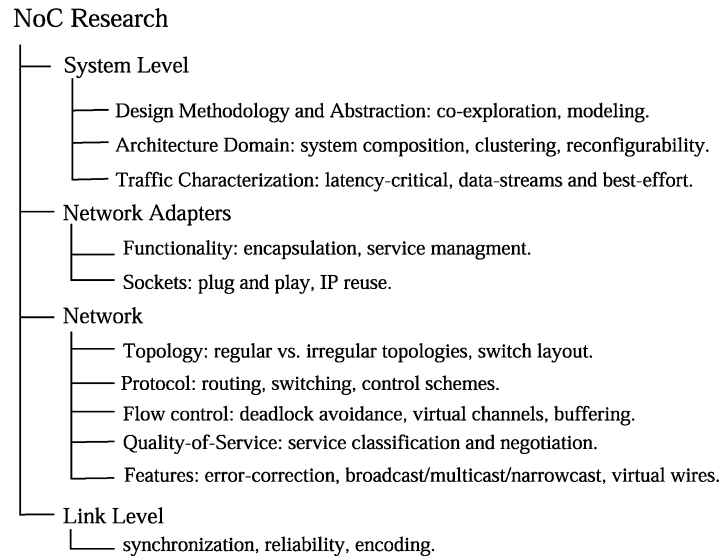 NoC Research
System Level
Design Methodology and Abstraction: co-exploration, modeling.
Architecture Domain: system composition, clustering, reconfigurability.
Traffic Characterization: latency-critical, data-streams and best-effort.
Network Adapters
Functionality: encapsulation, service managment.
Sockets: plug and play, IP reuse.
Network
Topology: regular vs. irregular topologies, switch layout.
Protocol: routing, switching, control schemes.
Flow control: deadlock avoidance, virtual channels, buffering.
Quality-of-Service: service classification and negotiation.
Features: error-correction, broadcast/multicast/narrowcast, virtual wires.
Link Level
synchronization, reliability, encoding.